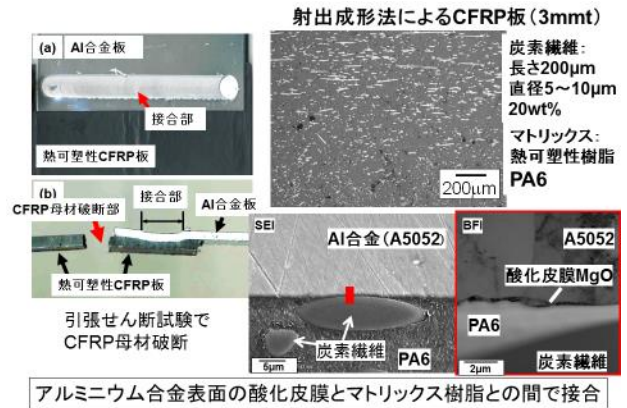 射出成形法によるCFRP板(3mmt)
(a)
Al合金板
接合部
熱可塑性CFRP板
炭素繊維:
長さ200μm
直径5~10μm
20wt%
マトリックス:
熱可塑性樹脂
PA6
200μm
(b)
接合部
Al合金板
CFRP母材破断部
熱可塑性CFRP板
引張せん断試験で
CFRP母材破断
SEI
Al合金(A5052)
炭素繊維
PA6
5μm
BFI
A5052
酸化皮膜MgO
PA6
炭素繊維
2μm
アルミニウム合金表面の酸化皮膜とマトリックス樹脂との間で接合